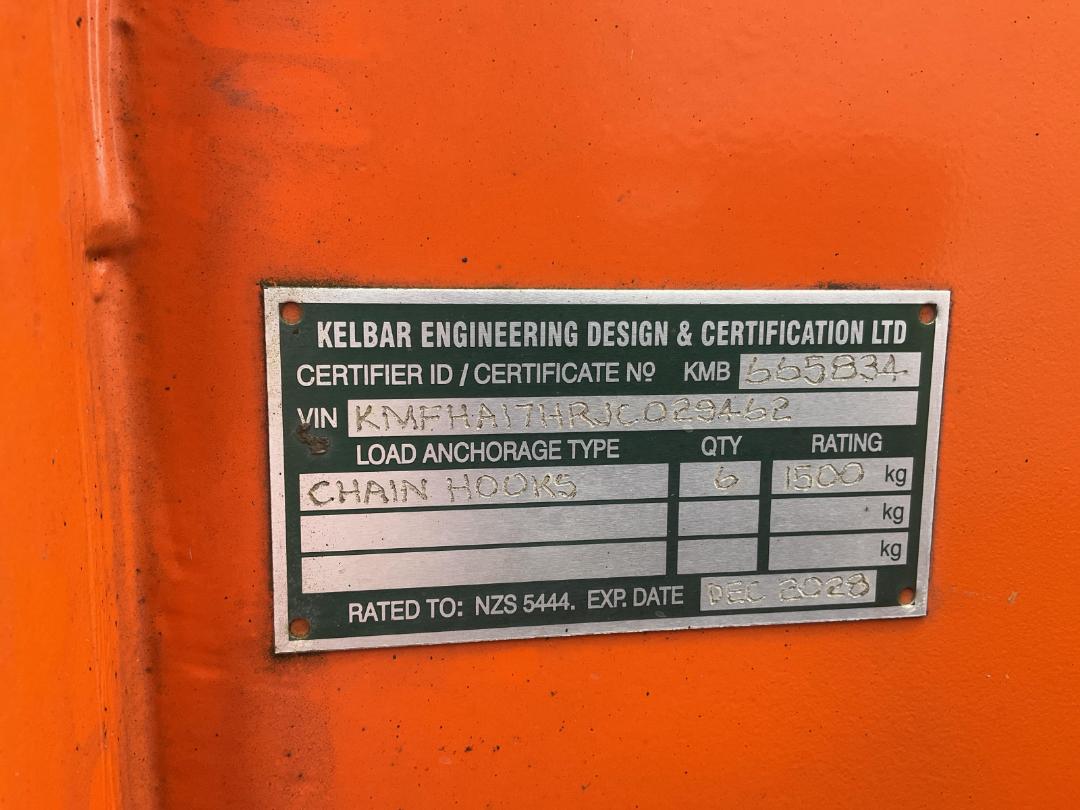 KELBAR ENGINEERING DESIGN & CERTIFICATION LTD
CERTIFIER ID / CERTIFICATE Nº KMB 665834
VIN KMFHA17HRJC029462
LOAD ANCHORAGE TYPE QTY RATING
CHAIN HOOKS 6 1500 kg
kg
kg
RATED TO: NZS 5444. EXP. DATE DEC 2028